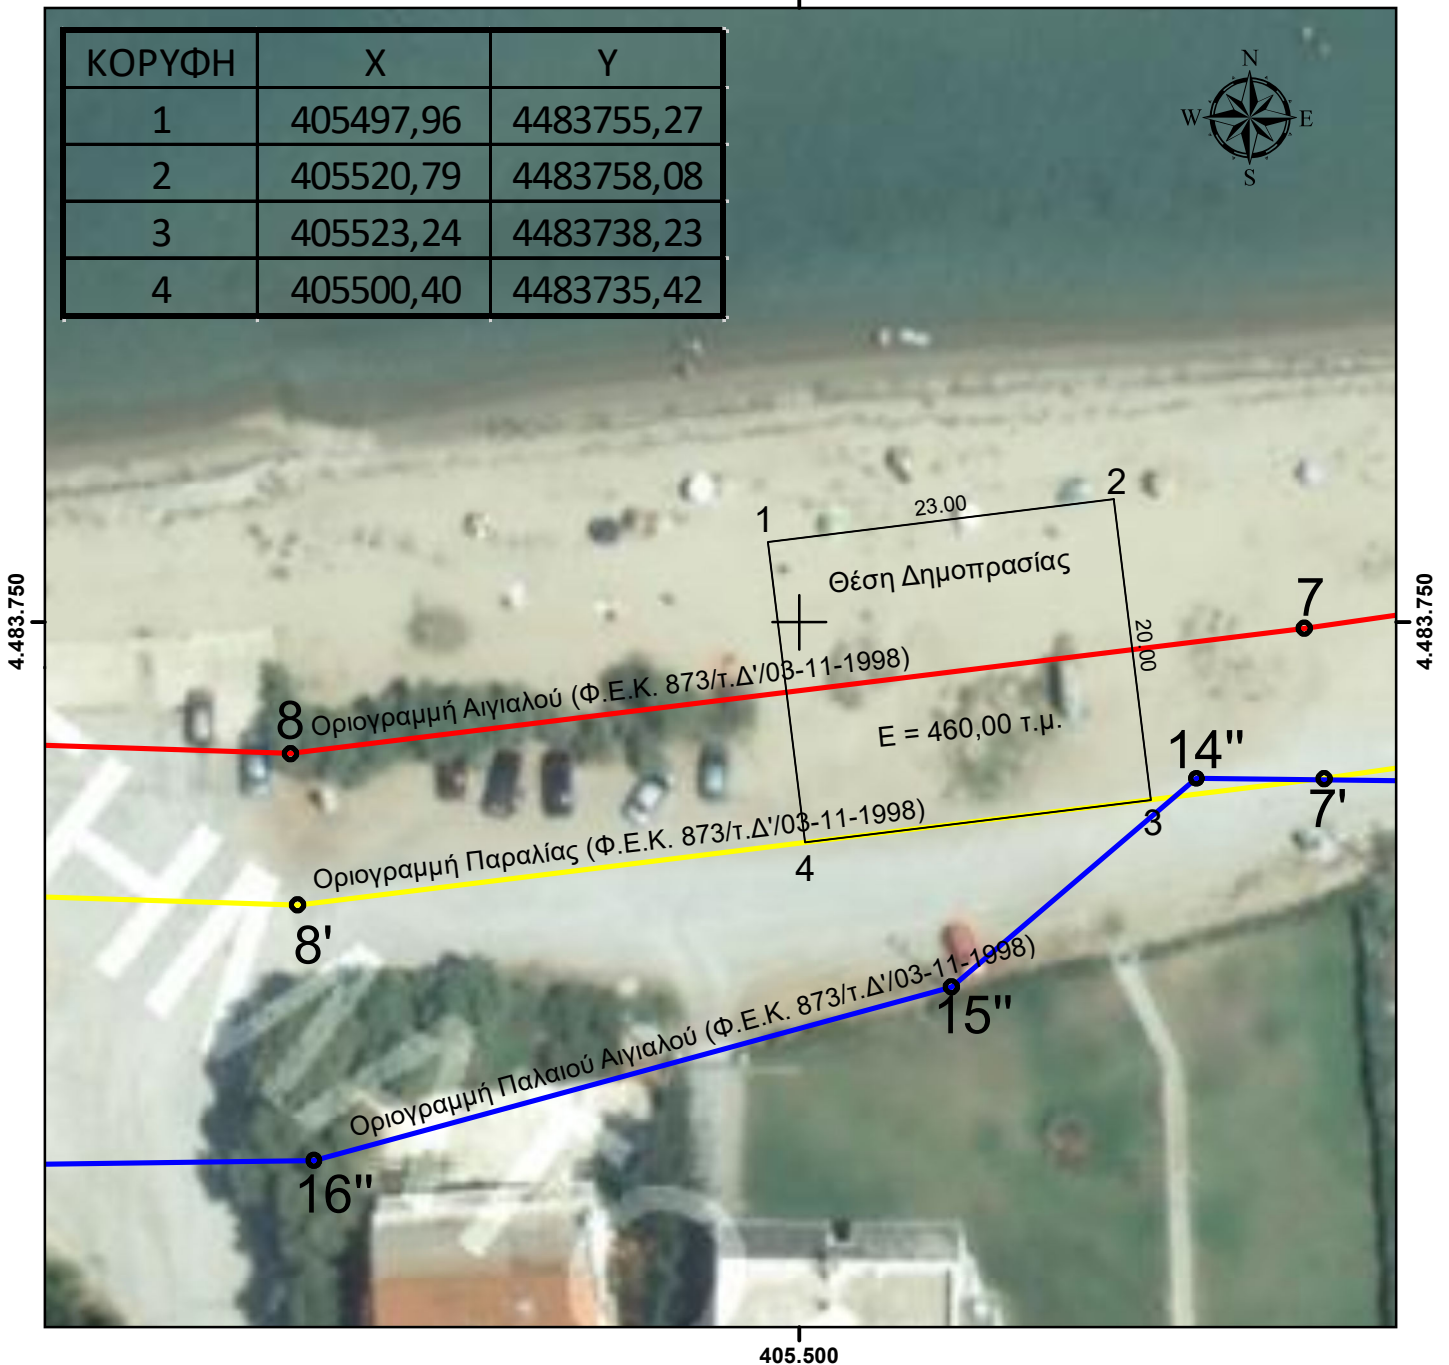 ΚΟΡΥΦΗ X Y
1 405497,96 4483755,27
2 405520,79 4483758,08
3 405523,24 4483738,23
4 405500,40 4483735,42
N
W E
S
2
1 23.00
Θέση Δημοπρασίας
4.483.750
4.483.750
7
20.00
Οριογραμμή Αιγιαλού (Φ.Ε.Κ. 873/τ.Δ'/03-11-1998)
8
Ε = 460,00 τ.μ.
14''
7'
3
Οριογραμμή Παραλίας (Φ.Ε.Κ. 873/τ.Δ'/03-11-1998)
4
8'
Οριογραμμή Παλαιού Αιγιαλού (Φ.Ε.Κ. 873/τ.Δ'/03-11-1998)
15''
16''
405.500